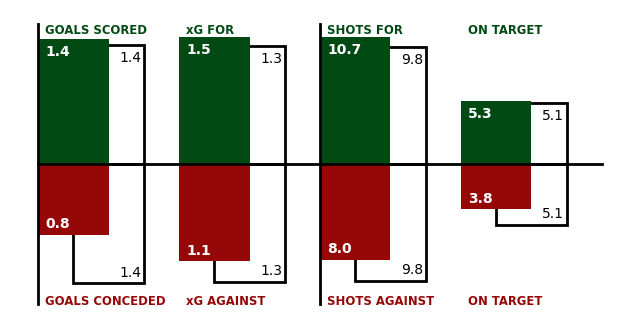 GOALS SCORED xG FOR SHOTS FOR ON TARGET
1.4 1.4 1.5 1.3 10.7 9.8 5.3 5.1
0.8 1.4 1.1 1.3 8.0 9.8 3.8 5.1
GOALS CONCEDED xG AGAINST SHOTS AGAINST ON TARGET